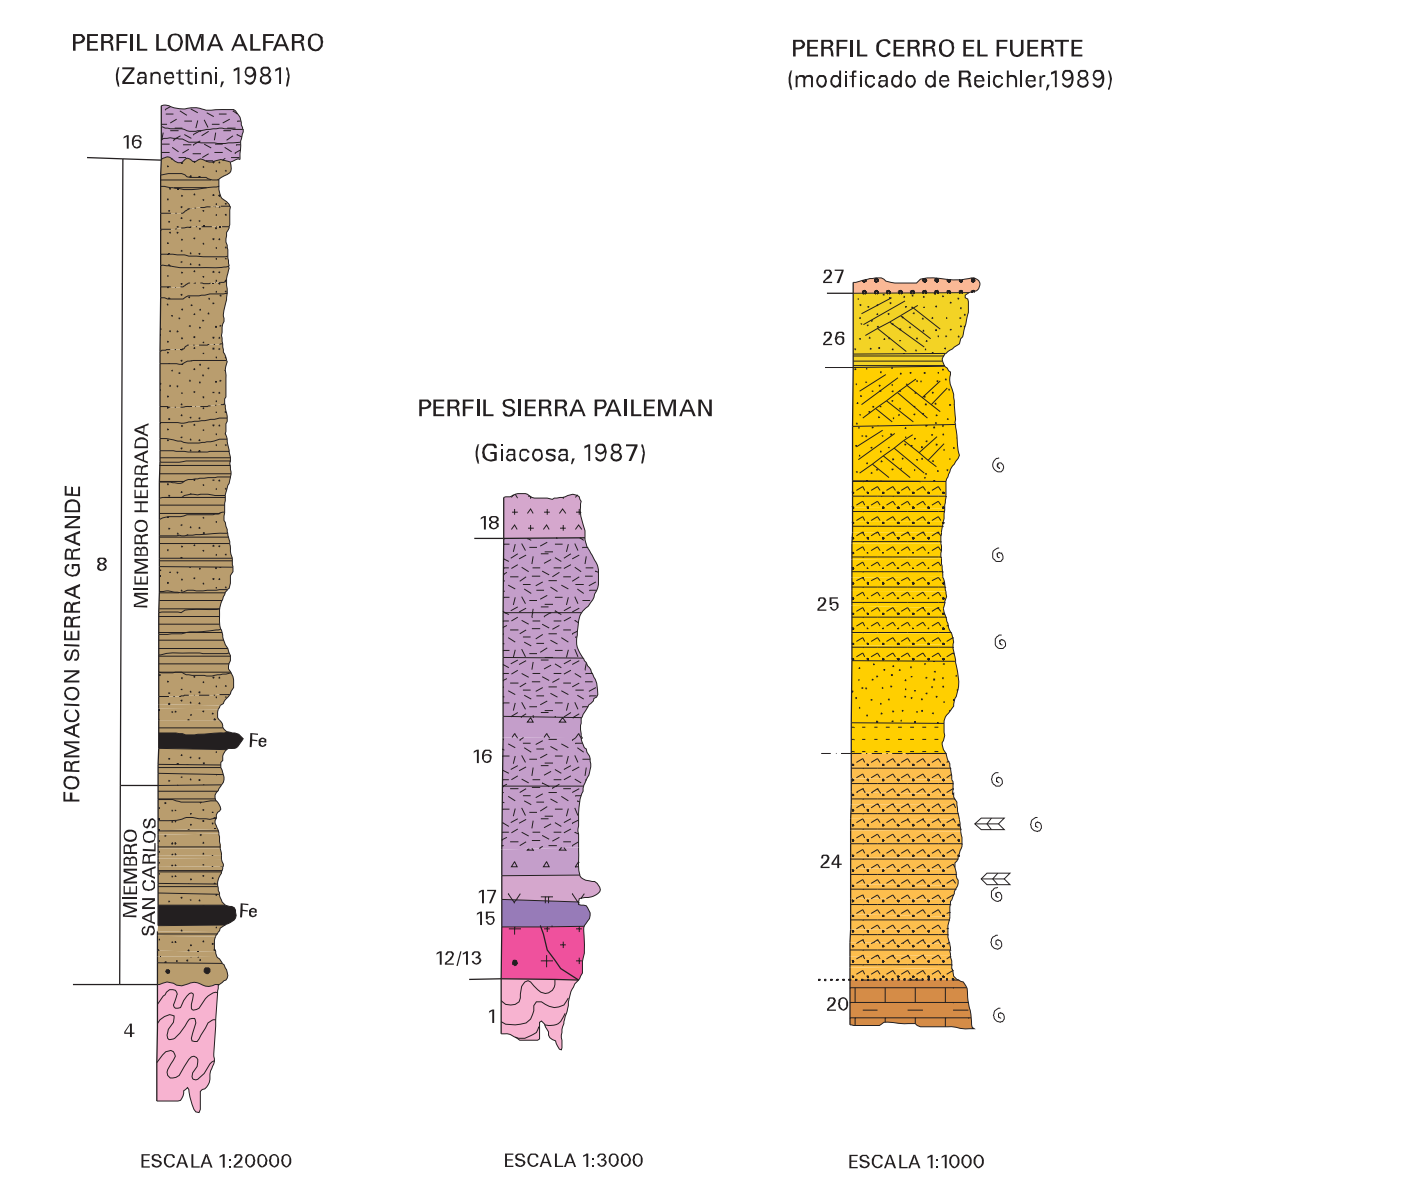 PERFIL LOMA ALFARO
(Zanettini, 1981)
16
FORMACION SIERRA GRANDE
8
MIEMBRO HERRADA
Fe
MIEMBRO
SAN CARLOS
Fe
4
ESCALA 1:20000
PERFIL SIERRA PAILEMAN
(Giacosa, 1987)
18
16
17
15
12/13
1
ESCALA 1:3000
PERFIL CERRO EL FUERTE
(modificado de Reichler,1989)
27
26
25
24
20
ESCALA 1:1000